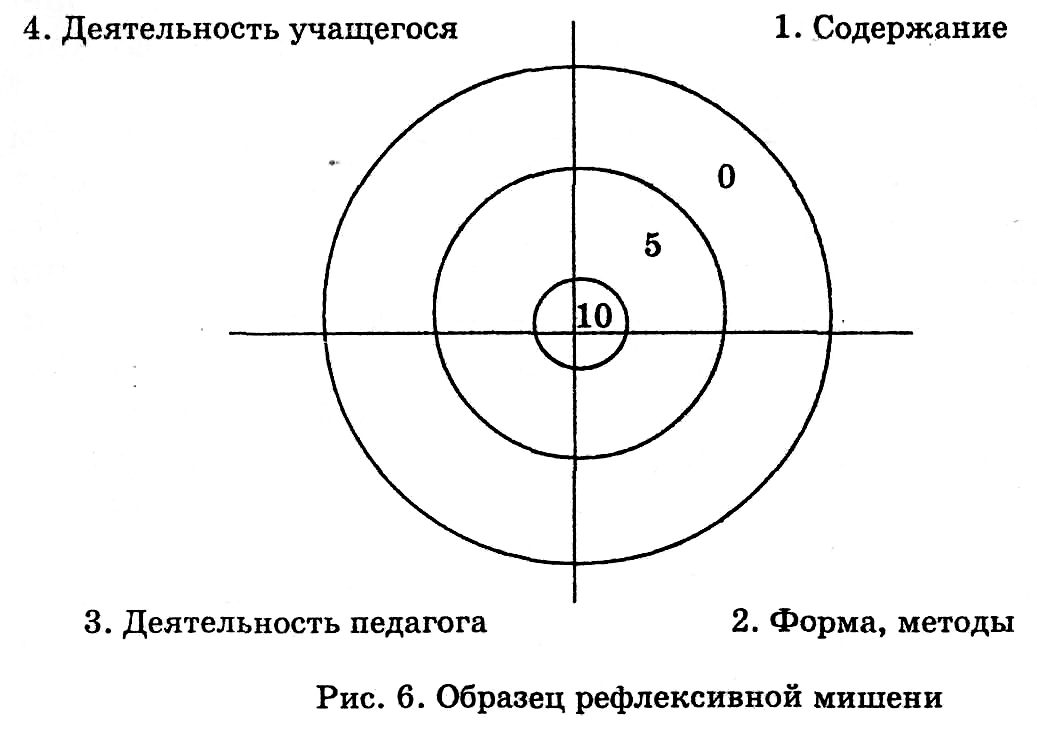 4. Деятельность учащегося
1. Содержание
0
5
10
3. Деятельность педагога
2. Форма, методы
Рис. 6. Образец рефлексивной мишени